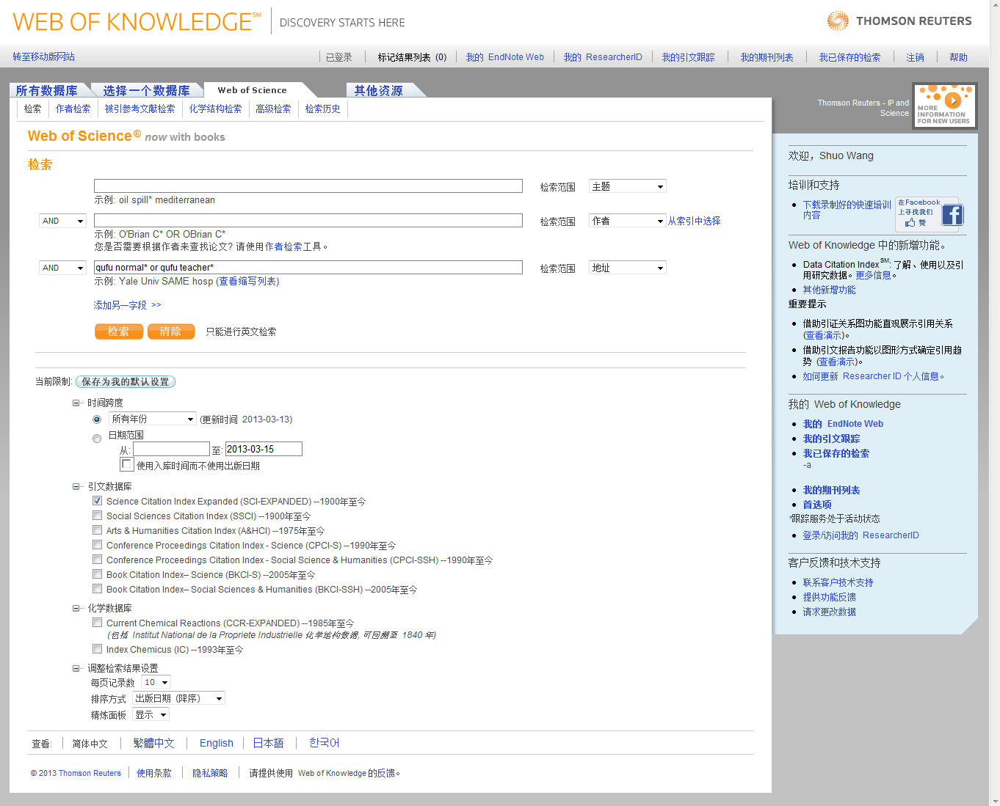 WEB OF KNOWLEDGE℠ DISCOVERY STARTS HERE
THOMSON REUTERS
转至移动版网站
已登录 标记结果列表 (0) 我的 EndNote Web 我的 ResearcherID 我的引文跟踪 我的期刊列表 我已保存的检索 注销 帮助
所有数据库 选择一个数据库 Web of Science 其他资源
检索 作者检索 被引参考文献检索 化学结构检索 高级检索 检索历史
Web of Science® now with books
检索
检索范围 主题
示例: oil spill* mediterranean
AND 检索范围 作者 从索引中选择
示例: O'Brian C* OR OBrian C*
您是否需要根据作者来查找论文? 请使用作者检索工具。
AND qufu normal* or qufu teacher* 检索范围 地址
示例: Yale Univ SAME hosp (查看缩写列表)
添加另一字段 >>
检索 清除 只能进行英文检索
当前限制: 保存为我的默认设置
时间跨度
所有年份 (更新时间 2013-03-13)
日期范围
从: 至: 2013-03-15
使用入库时间而不使用出版日期
引文数据库
Science Citation Index Expanded (SCI-EXPANDED) --1900年至今
Social Sciences Citation Index (SSCI) --1900年至今
Arts & Humanities Citation Index (A&HCI) --1975年至今
Conference Proceedings Citation Index - Science (CPCI-S) --1990年至今
Conference Proceedings Citation Index - Social Science & Humanities (CPCI-SSH) --1990年至今
Book Citation Index– Science (BKCI-S) --2005年至今
Book Citation Index– Social Sciences & Humanities (BKCI-SSH) --2005年至今
化学数据库
Current Chemical Reactions (CCR-EXPANDED) --1985年至今
(包括 Institut National de la Propriete Industrielle 化学结构数据, 可回溯至 1840 年)
Index Chemicus (IC) --1993年至今
调整检索结果设置
每页记录数 10
排序方式 出版日期 (降序)
精炼面板 显示
查看: 简体中文 繁體中文 English 日本語 한국어
© 2013 Thomson Reuters 使用条款 隐私策略 请提供使用 Web of Knowledge 的反馈。
Thomson Reuters - IP and
Science
MORE
INFORMATION
FOR NEW USERS
欢迎，Shuo Wang
培训和支持
下载录制好的快速培训
内容
在Facebook
上寻找我们
赞
Web of Knowledge 中的新增功能。
Data Citation Index℠: 了解、使用以及引
用研究数据。更多信息。
其他新增功能
重要提示
借助引证关系图功能直观展示引用关系
(查看演示)。
借助引文报告功能以图形方式确定引用趋
势 (查看演示)。
如何更新 Researcher ID 个人信息。
我的 Web of Knowledge
我的 EndNote Web
我的引文跟踪
我已保存的检索
-a
我的期刊列表
首选项
*跟踪服务处于活动状态
登录/访问我的 ResearcherID
客户反馈和技术支持
联系客户技术支持
提供功能反馈
请求更改数据